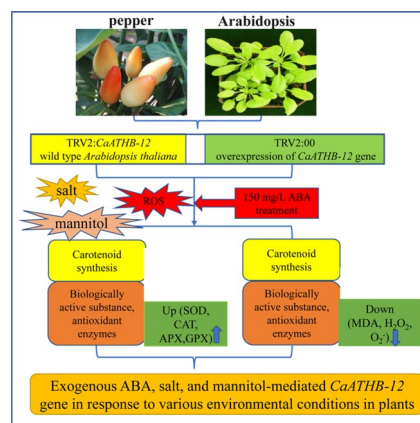 pepper
Arabidopsis
TRV2:CaATHB-12
wild type Arabidopsis thaliana
TRV2:00
overexpression of CaATHB-12 gene
salt
mannitol
ROS
150 mg/L ABA
treatment
Carotenoid
synthesis
Biologically
active substance,
antioxidant
enzymes
Up (SOD,
CAT,
APX,GPX)
Carotenoid
synthesis
Biologically
active substance,
antioxidant
enzymes
Down
(MDA, H₂O₂,
O₂⁻)
Exogenous ABA, salt, and mannitol-mediated CaATHB-12
gene in response to various environmental conditions in plants